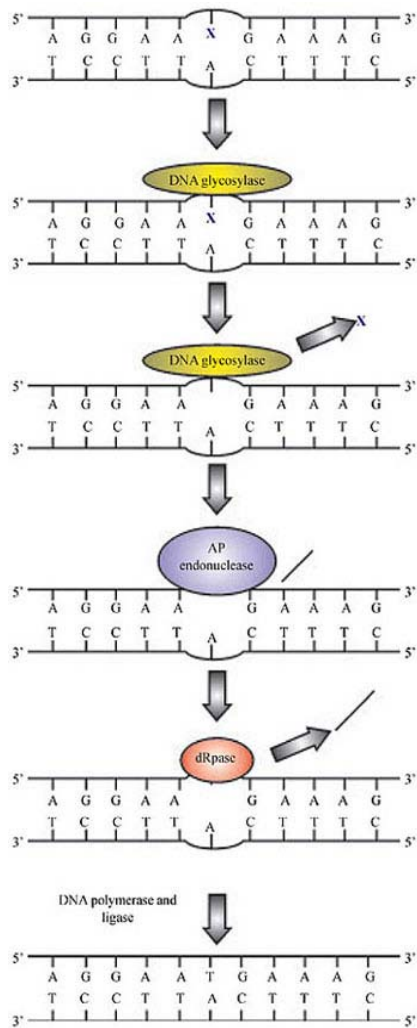 5' 3'
A G G A A X G A A A G
T C C T T A C T T T C
3' 5'
DNA glycosylase
5' 3'
A G G A A X G A A A G
T C C T T A C T T T C
3' 5'
X
DNA glycosylase
5' 3'
A G G A A G A A A G
T C C T T A C T T T C
3' 5'
AP
endonuclease
5' 3'
A G G A A G A A A G
T C C T T A C T T T C
3' 5'
dRpase
5' 3'
A G G A A G A A A G
T C C T T A C T T T C
3' 5'
DNA polymerase and
ligase
5' 3'
A G G A A T G A A A G
T C C T T A C T T T C
3' 5'